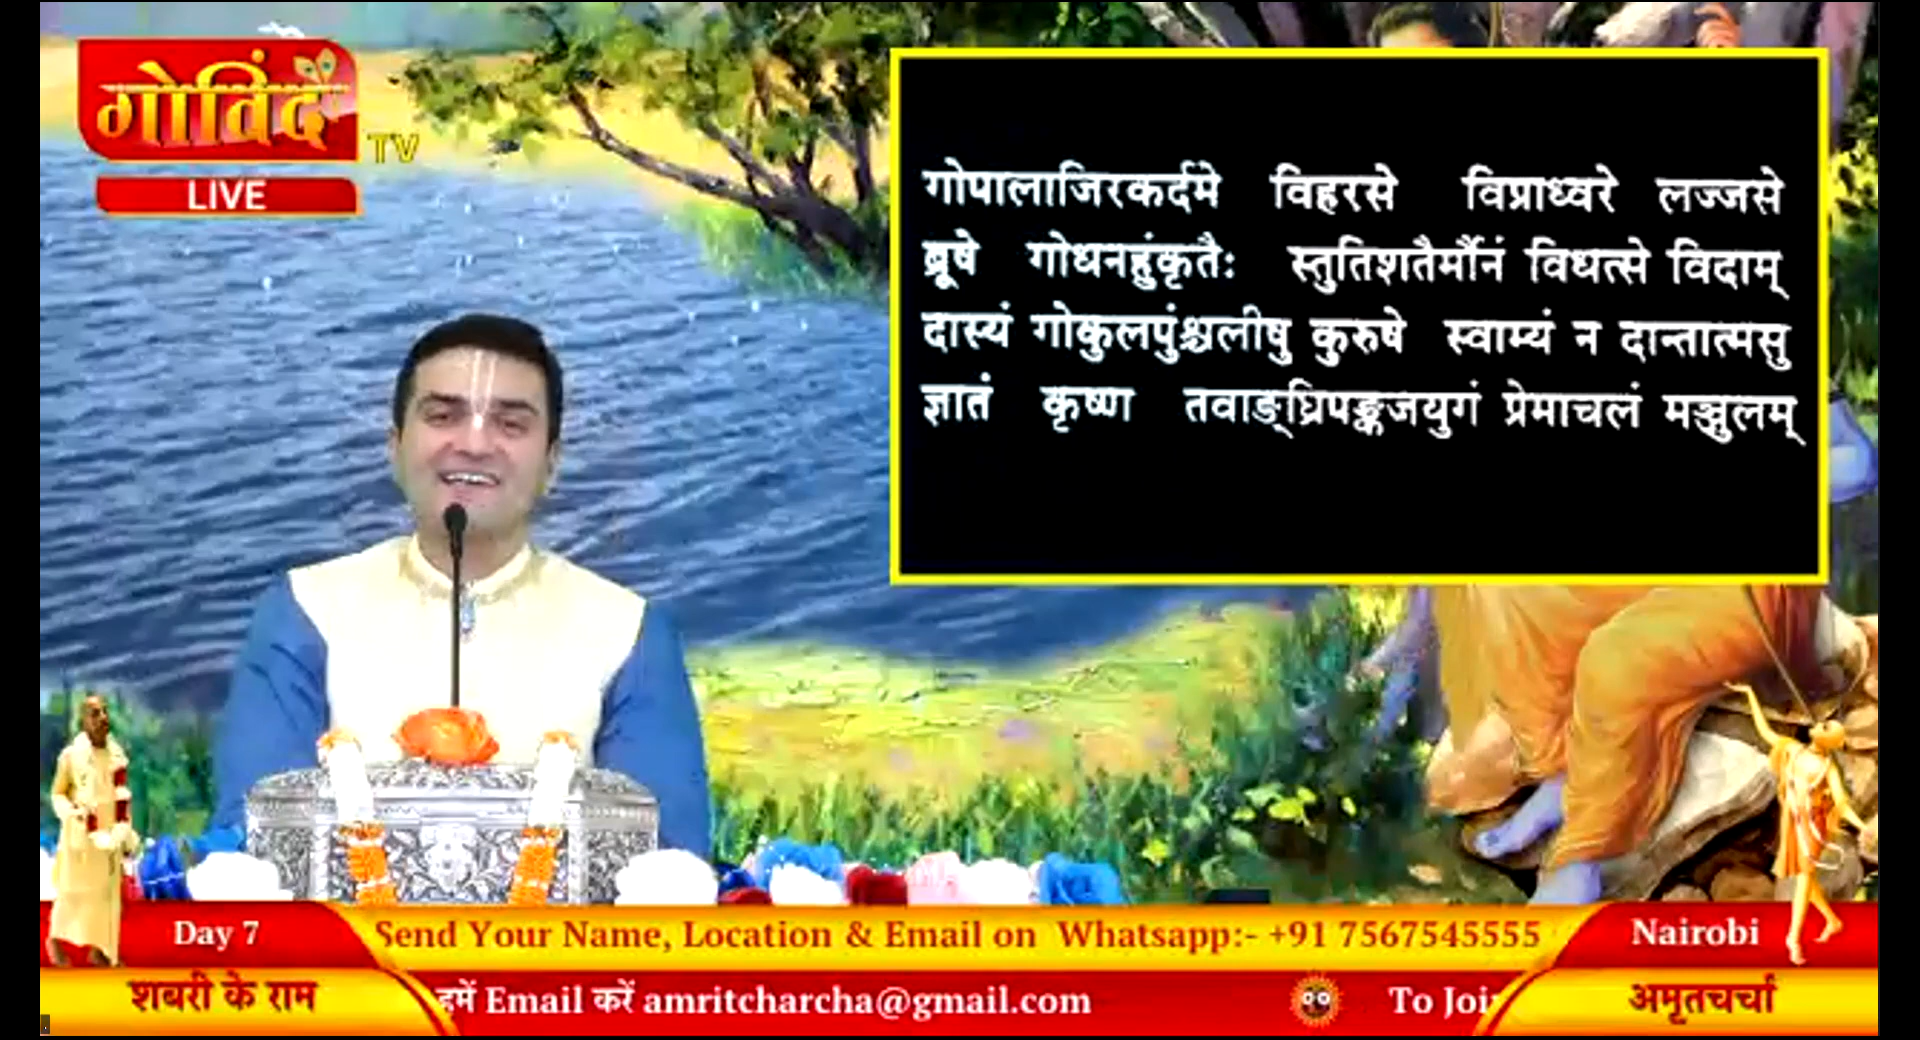 गोविंद
TV
LIVE
गोपालाजिरकर्दमे विहरसे विप्राध्वरे लज्जसे
ब्रूषे गोधनहुंकृतैः स्तुतिशतैर्मौनं विधत्से विदाम्
दास्यं गोकुलपुंश्चलीषु कुरुषे स्वाम्यं न दान्तात्मसु
ज्ञातं कृष्ण तवाङ्घ्रिपङ्कजयुगं प्रेमाचलं मञ्जुलम्
Day 7
Send Your Name, Location & Email on Whatsapp:- +91 7567545555
Nairobi
शबरी के राम
हमें Email करें amritcharcha@gmail.com
To Joi
अमृतचर्चा